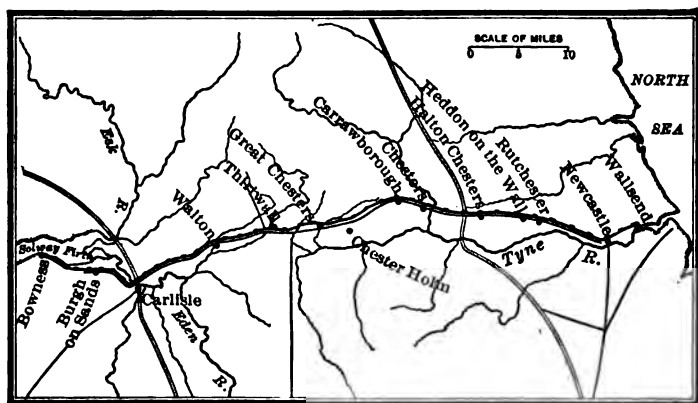 SCALE OF MILES
0 5 10
NORTH
SEA
Esk
R.
Solway Firth
Bowness
Burgh
on Sands
Carlisle
Eden
R.
Walton
Thirlwall
Great Chesters
Chester Holm
Carrawborough
Chesters
Halton Chesters
Heddon on the Wall
Rutchester
Newcastle
Wallsend
Tyne
R.